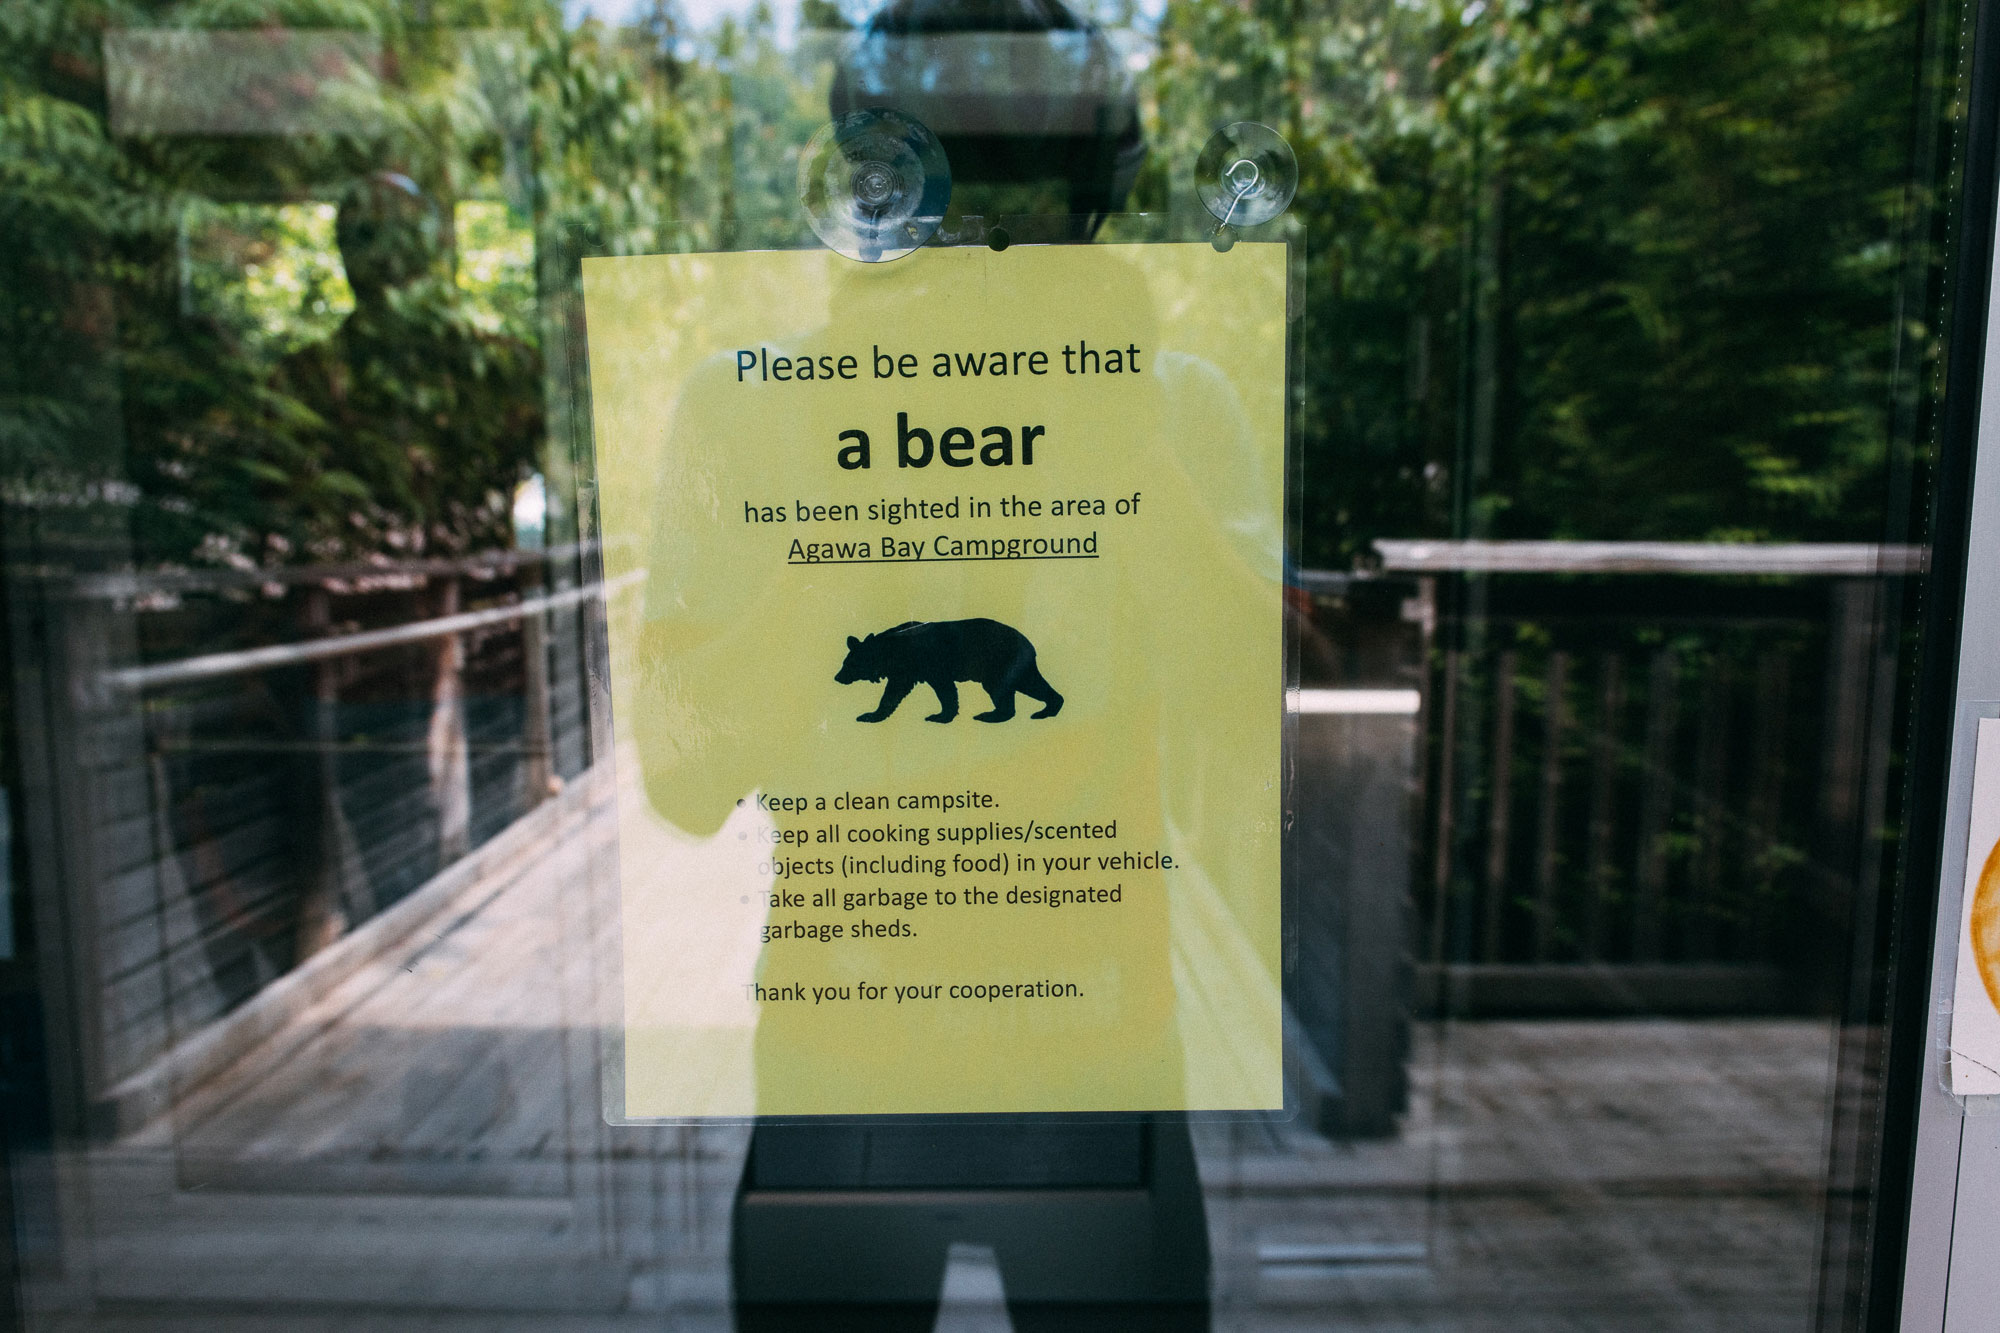 Please be aware that
a bear
has been sighted in the area of
Agawa Bay Campground
• Keep a clean campsite.
• Keep all cooking supplies/scented
objects (including food) in your vehicle.
• Take all garbage to the designated
garbage sheds.
Thank you for your cooperation.